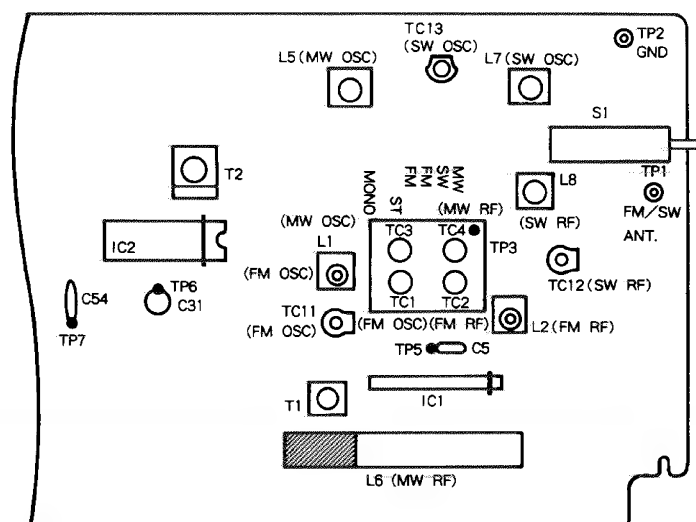 TC13
(SW OSC)
TP2
GND
L5 (MW OSC)
L7 (SW OSC)
S1
T2
MONO
ST
FM
FM
SW
MW
L8
(SW RF)
TP1
FM/SW
ANT.
(MW OSC)
(MW RF)
IC2
L1
(FM OSC)
TC3
TC4
TP3
TC1
TC2
TC12 (SW RF)
C54
TP7
TP6
C31
TC11
(FM OSC)
(FM OSC)
(FM RF)
L2 (FM RF)
TP5
C5
IC1
T1
L6 (MW RF)